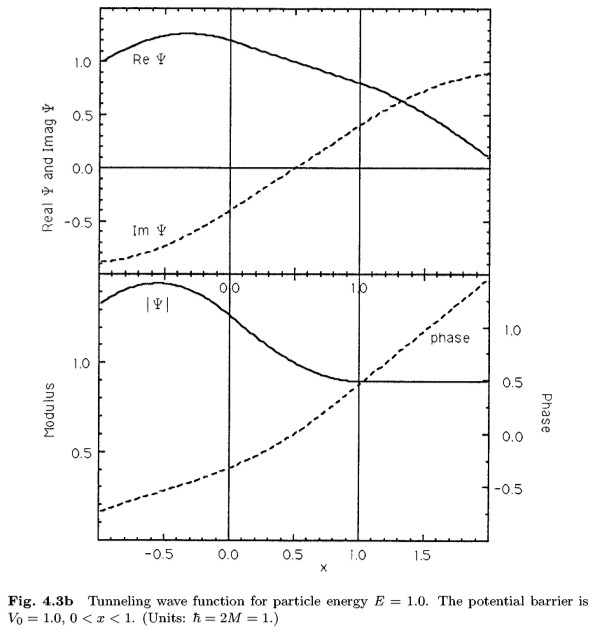 1.0
Re Ψ
0.5
0.0
Real Ψ and Imag Ψ
−0.5
Im Ψ
0.0
1.0
|Ψ|
phase
1.0
1.0
Modulus
0.5
Phase
0.0
0.5
−0.5
−0.5
0.0
0.5
1.0
1.5
x
Fig. 4.3b Tunneling wave function for particle energy E = 1.0. The potential barrier is
V₀ = 1.0, 0 < x < 1. (Units: ħ = 2M = 1.)